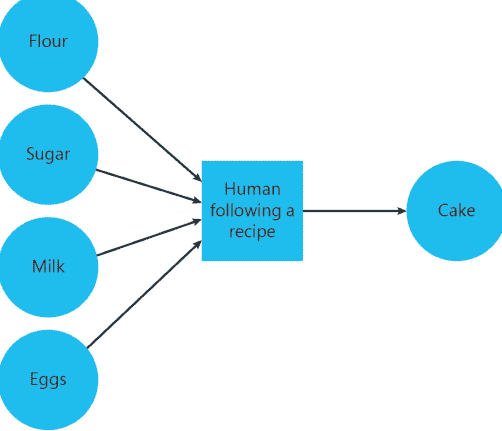 Flour
Sugar
Milk
Eggs
Human
following a
recipe
Cake